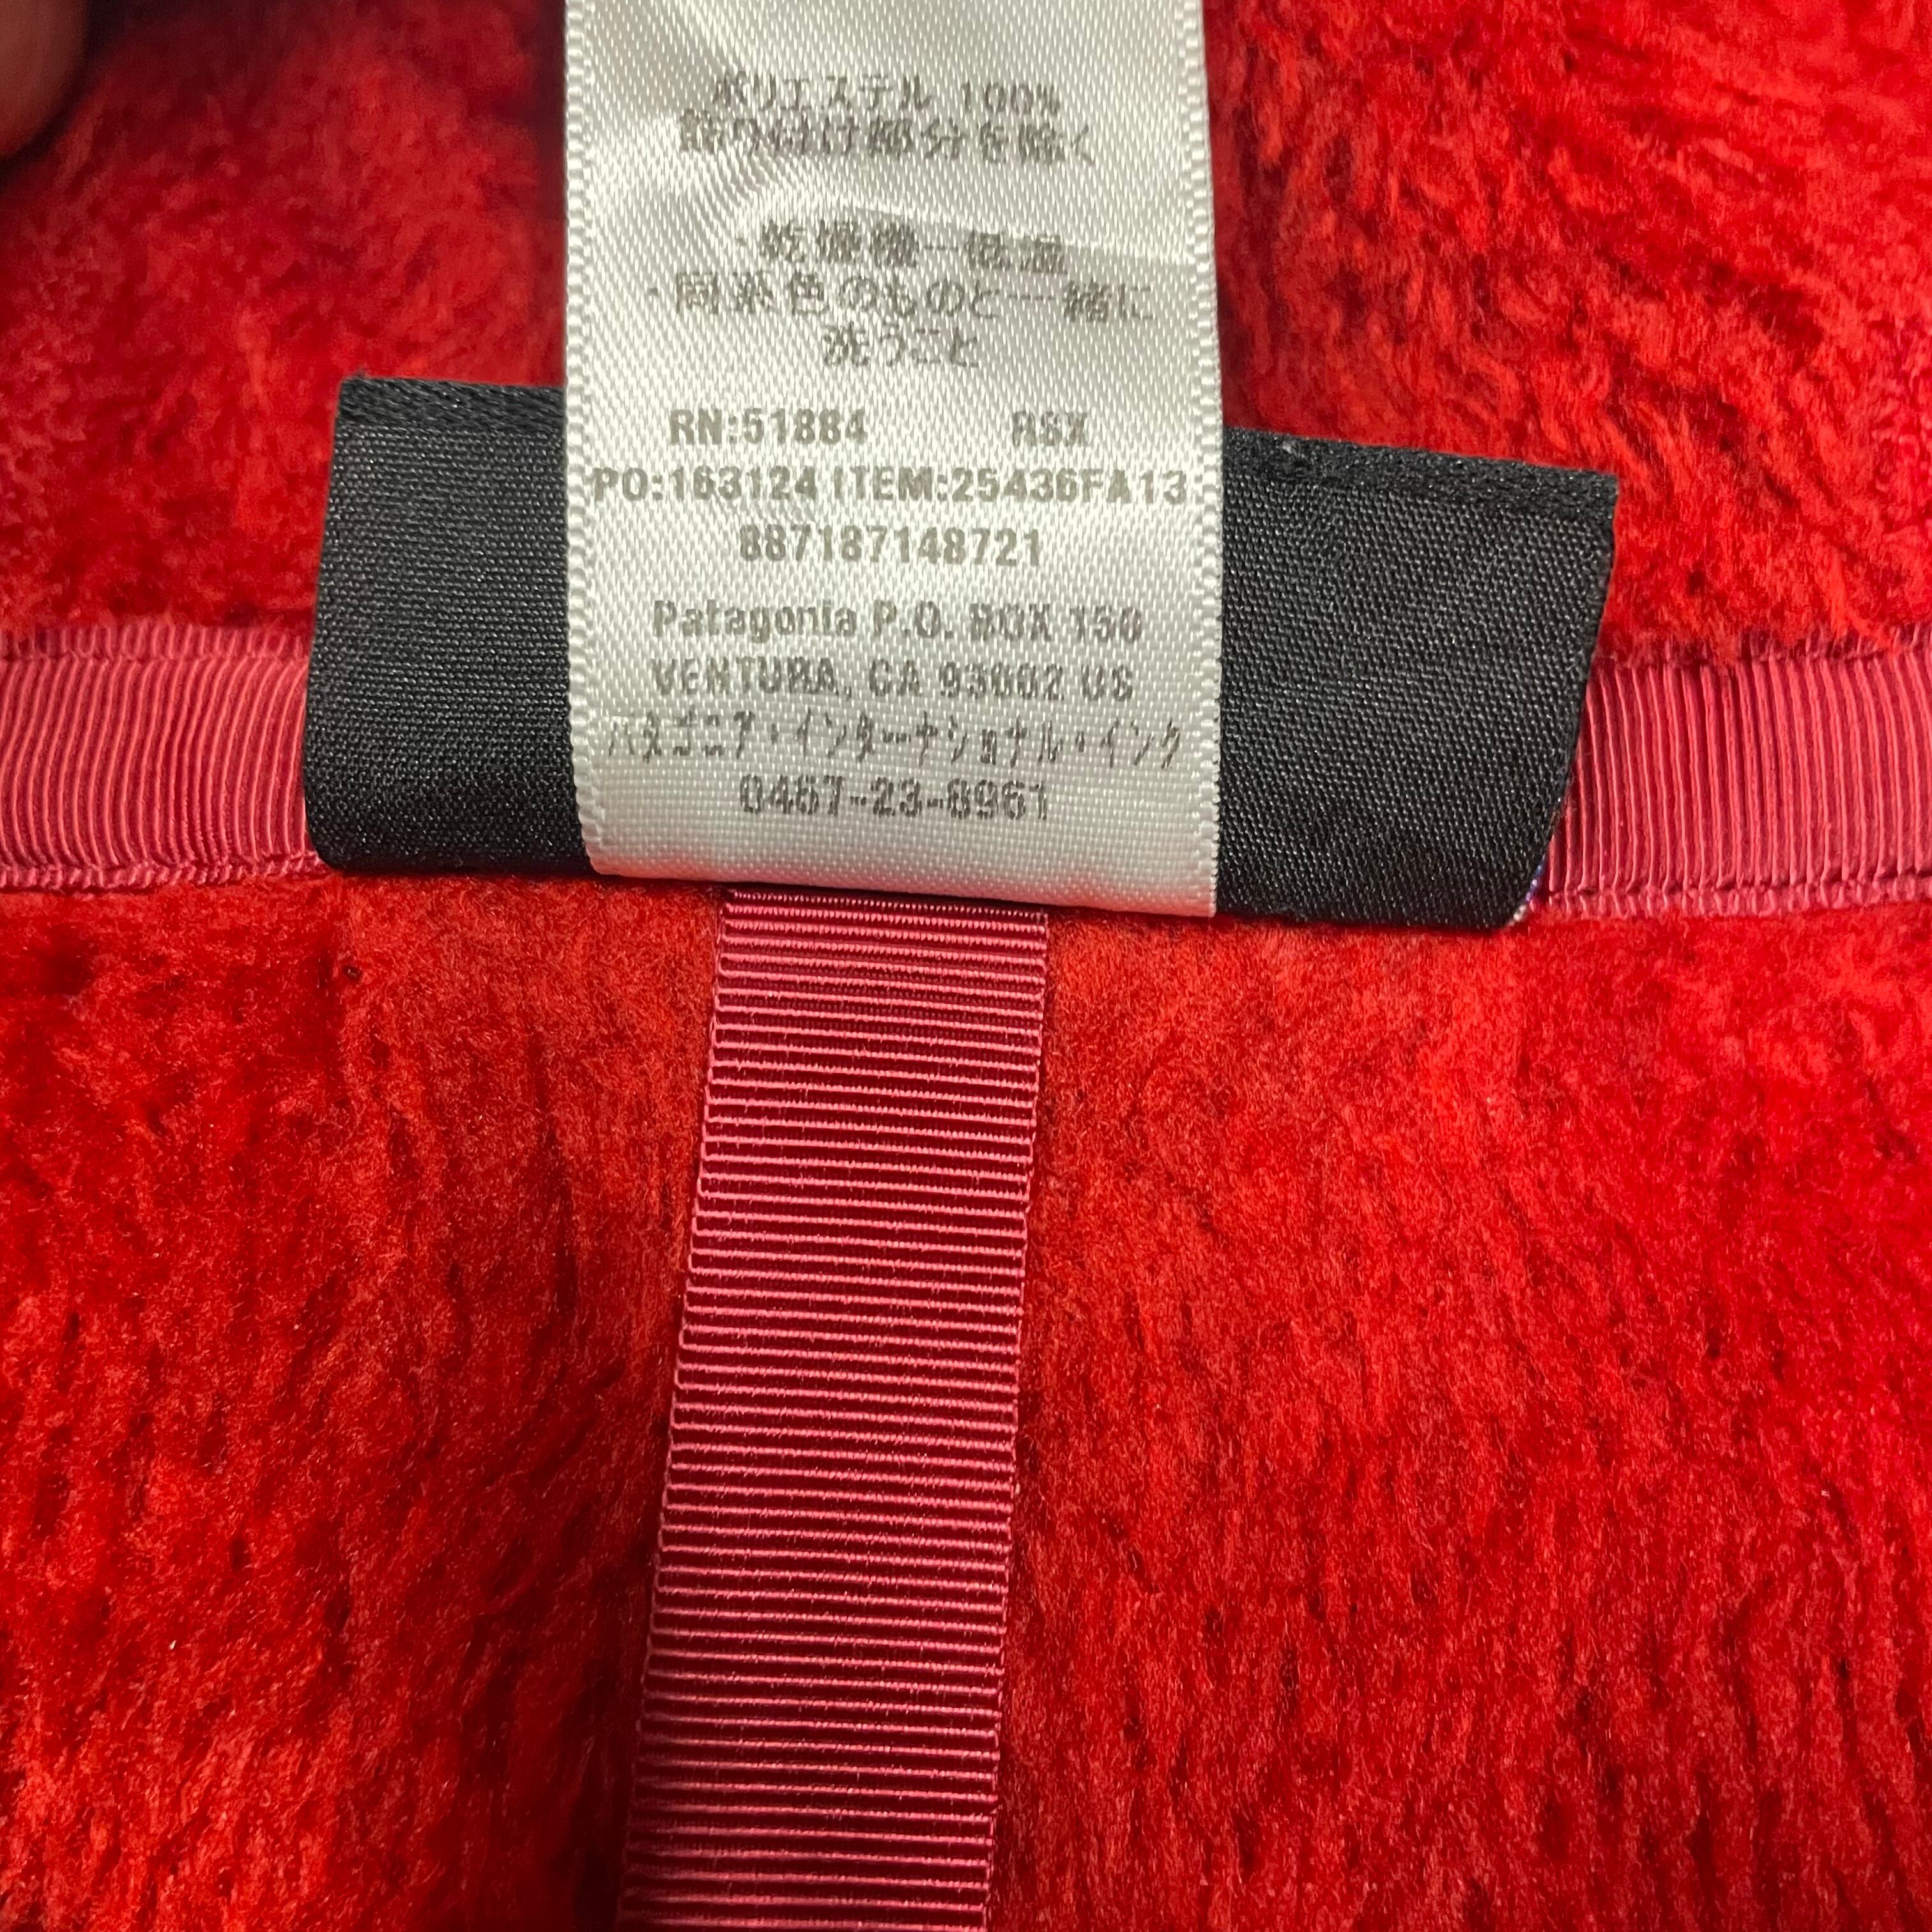 ポリエステル 100%
飾り付け部分を除く
・乾燥機ー低温
・同系色のものと一緒に
洗うこと
RN:51884 RSX
PO:163124 ITEM:25436FA13
887187148721
Patagonia P.O. BOX 150
VENTURA, CA 93002 US
パタゴニア・インターナショナル・インク
0467-23-8961